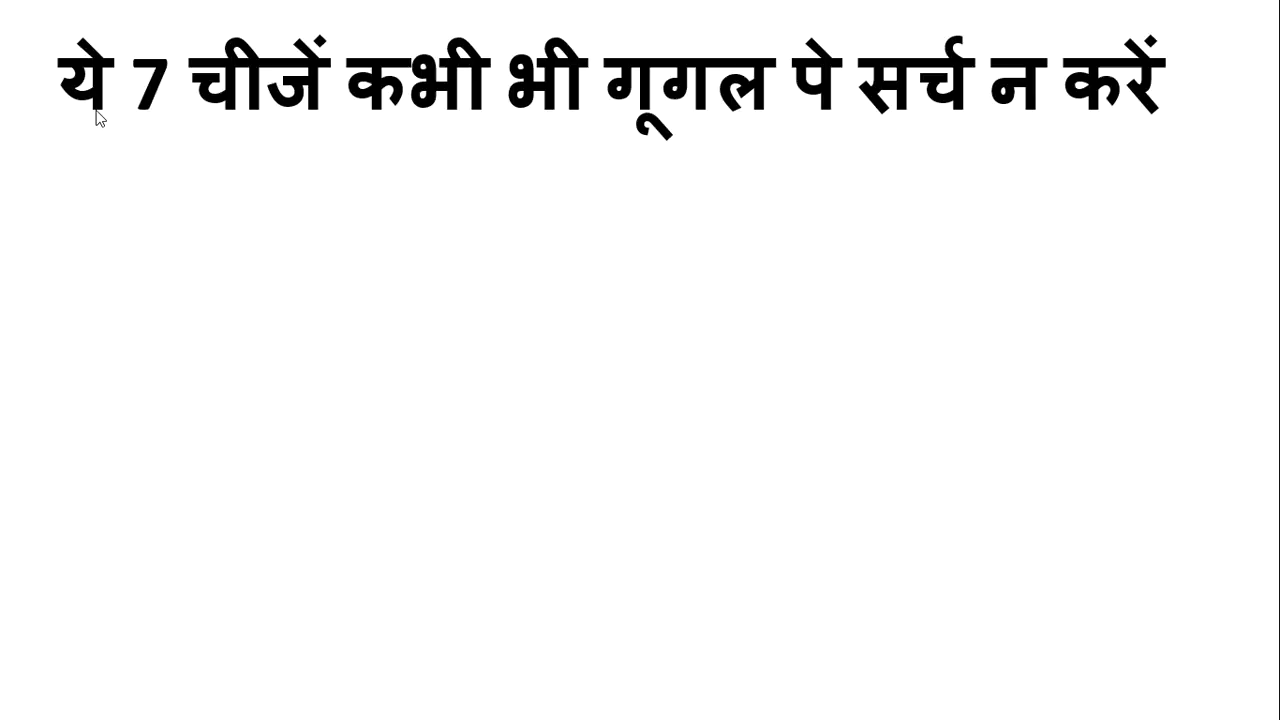 ये 7 चीजें कभी भी गूगल पे सर्च न करें